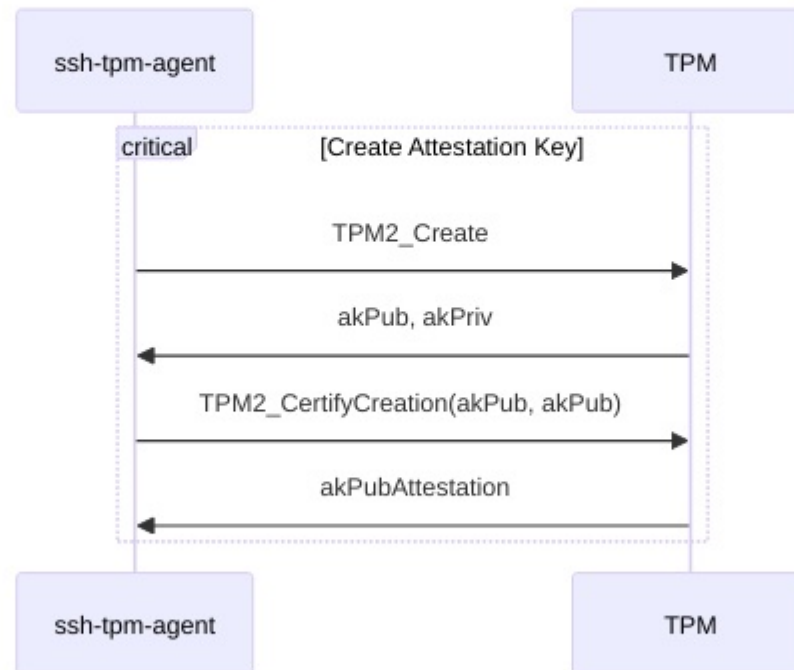 ssh-tpm-agent
TPM
critical
[Create Attestation Key]
TPM2_Create
akPub, akPriv
TPM2_CertifyCreation(akPub, akPub)
akPubAttestation
ssh-tpm-agent
TPM